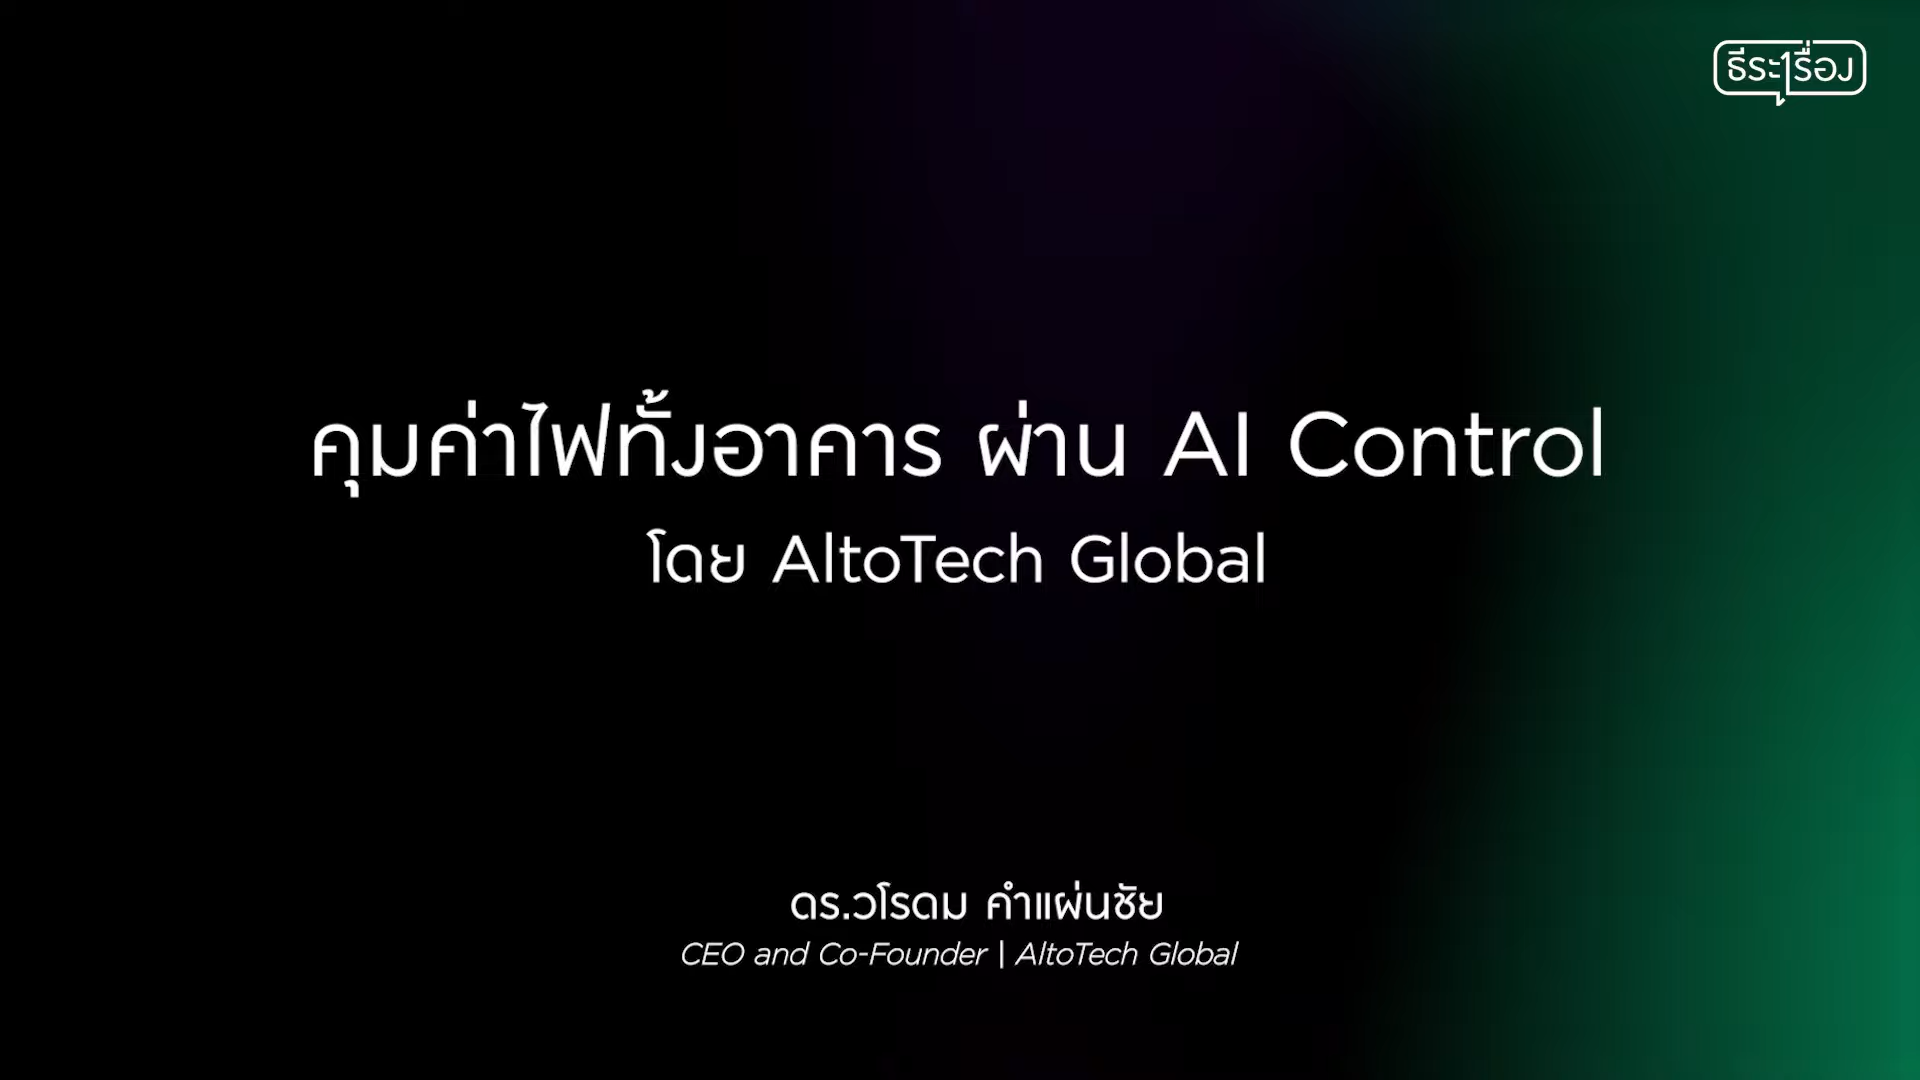 ธีระ1รื่อง
คุมค่าไฟทั้งอาคาร ผ่าน AI Control
โดย AltoTech Global
ดร.วโรดม คำแผ่นชัย
CEO and Co-Founder | AltoTech Global